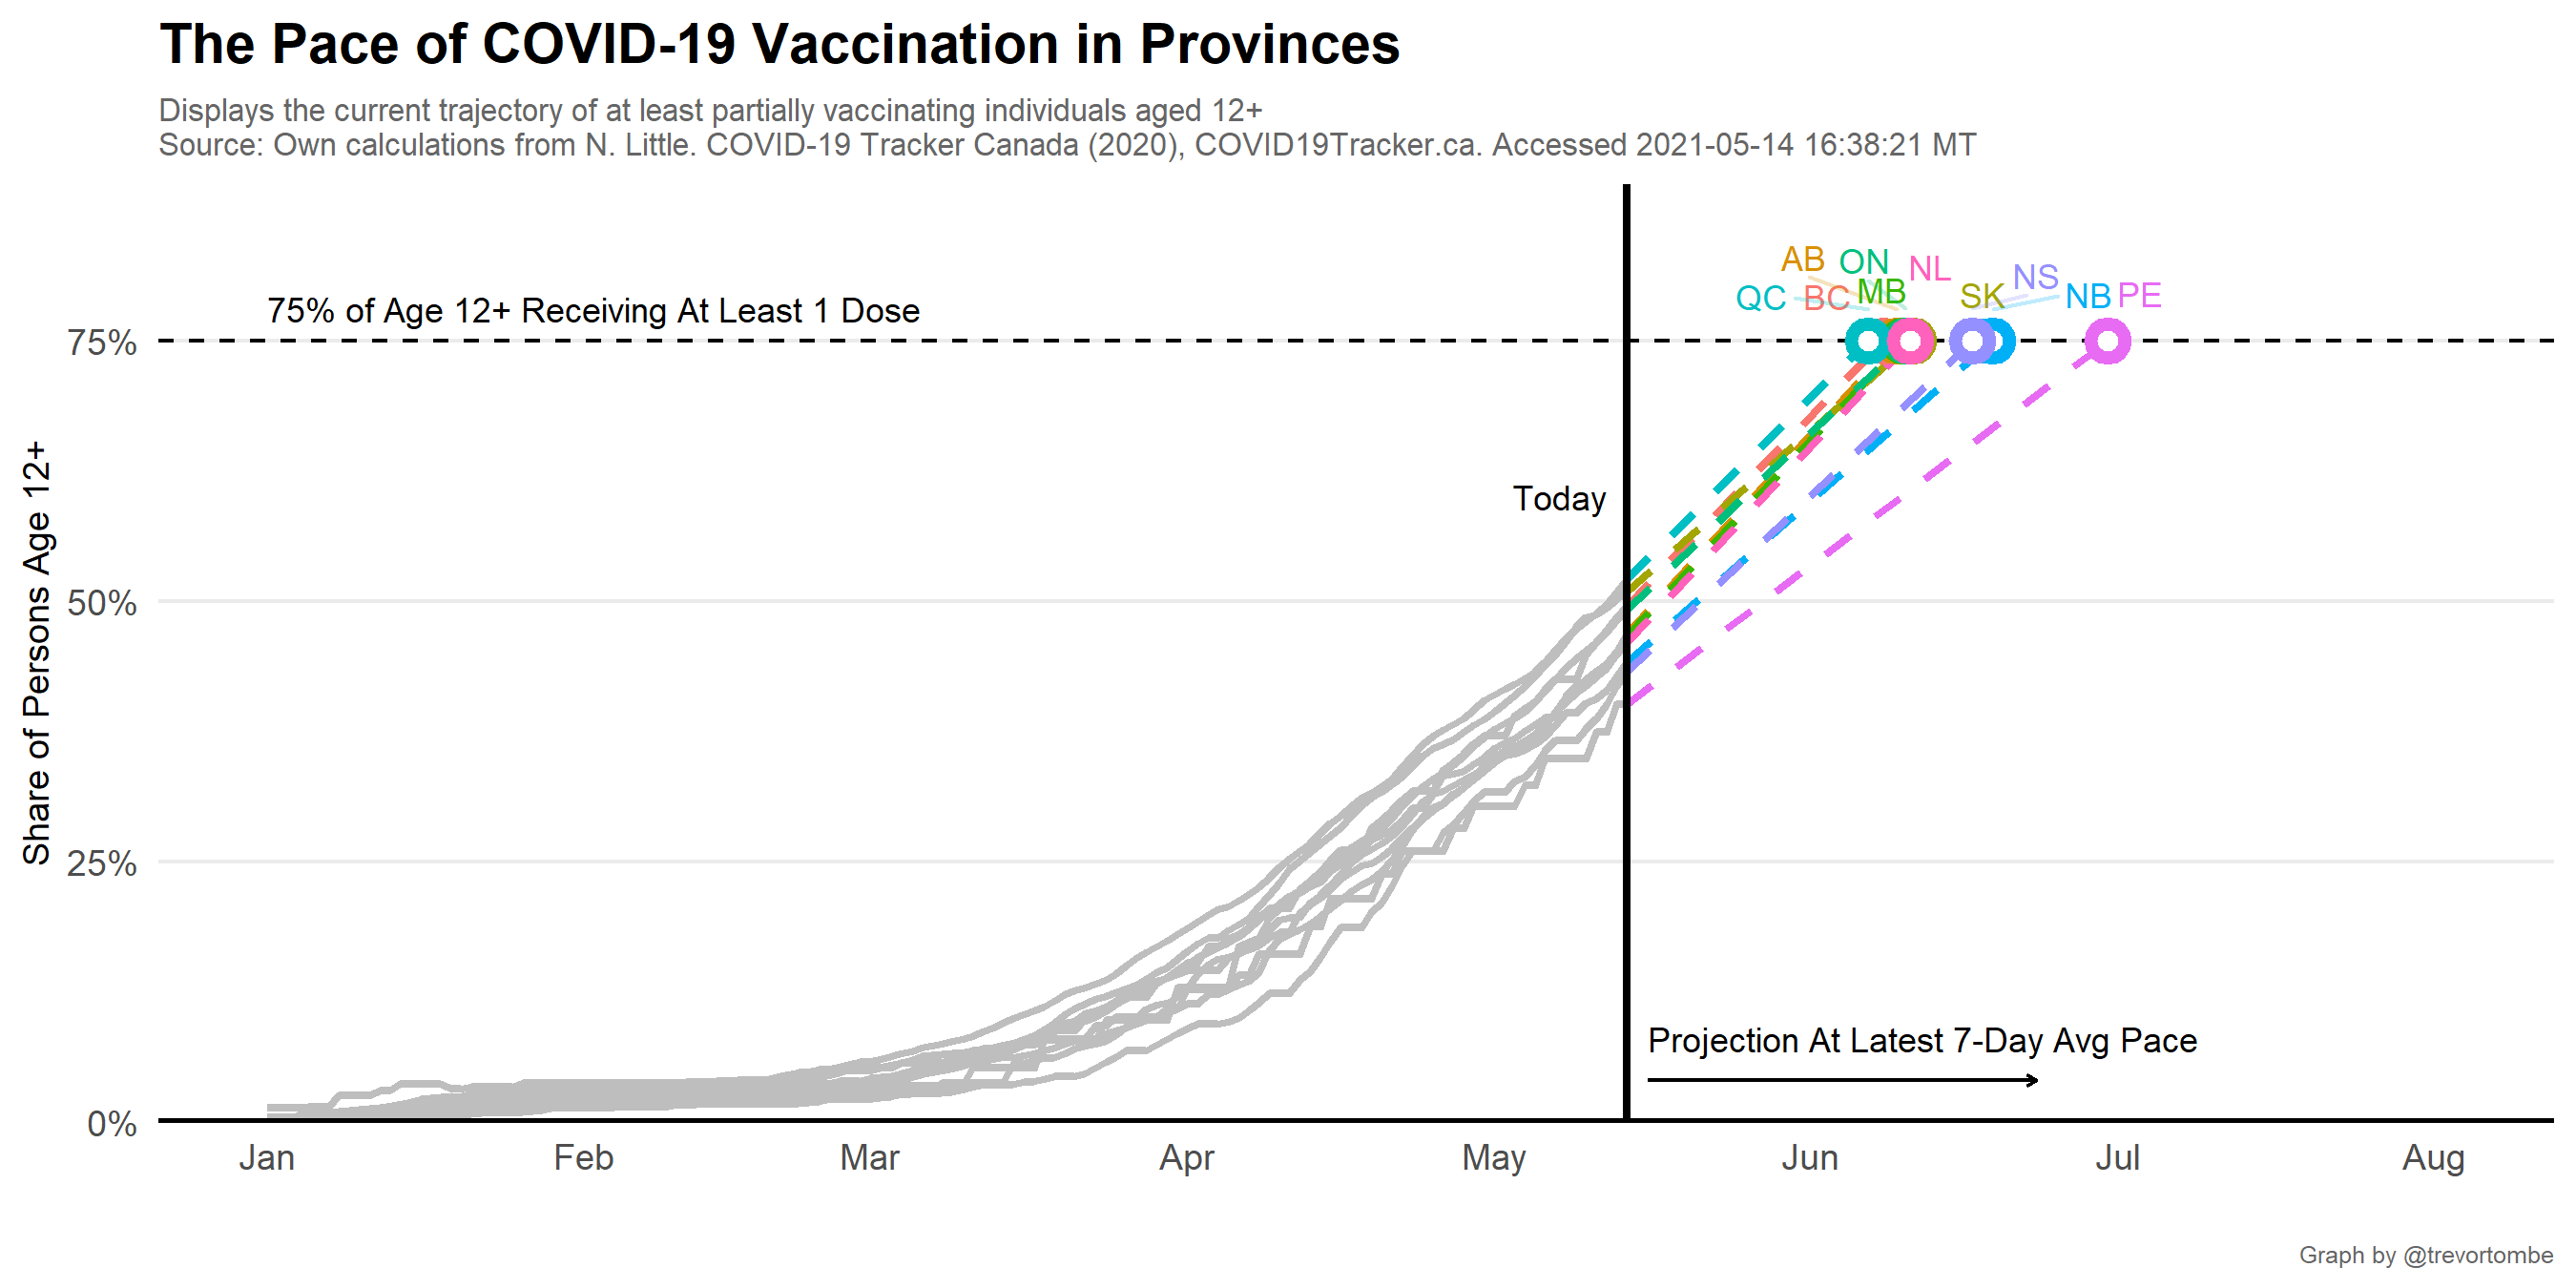 The Pace of COVID-19 Vaccination in Provinces
Displays the current trajectory of at least partially vaccinating individuals aged 12+
Source: Own calculations from N. Little. COVID-19 Tracker Canada (2020), COVID19Tracker.ca. Accessed 2021-05-14 16:38:21 MT
AB ON NL NS
QC BC MB SK NB PE
75% of Age 12+ Receiving At Least 1 Dose
75%
Today
50%
Share of Persons Age 12+
25%
Projection At Latest 7-Day Avg Pace
0%
Jan Feb Mar Apr May Jun Jul Aug
Graph by @trevortombe